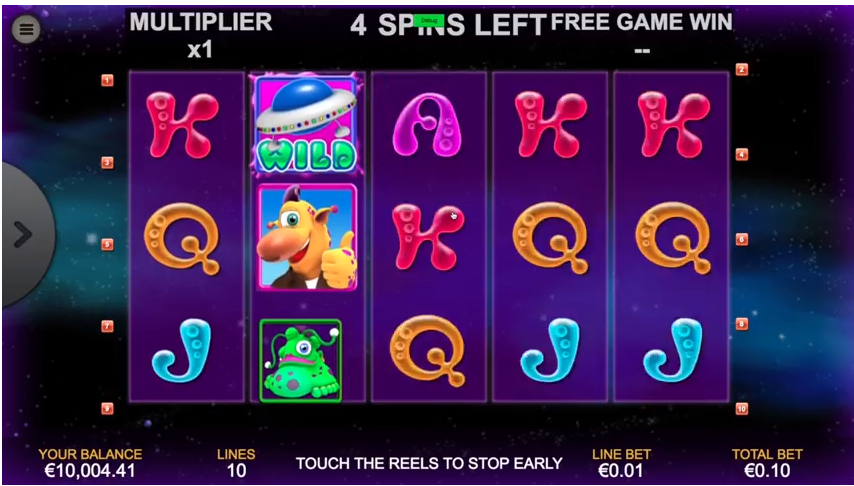 MULTIPLIER
x1
4 SPINS LEFT
Debug
FREE GAME WIN
--
1
2
3
4
5
6
7
8
9
10
K
WILD
A
K
K
Q
K
Q
Q
J
Q
J
J
YOUR BALANCE
€10,004.41
LINES
10
TOUCH THE REELS TO STOP EARLY
LINE BET
€0.01
TOTAL BET
€0.10